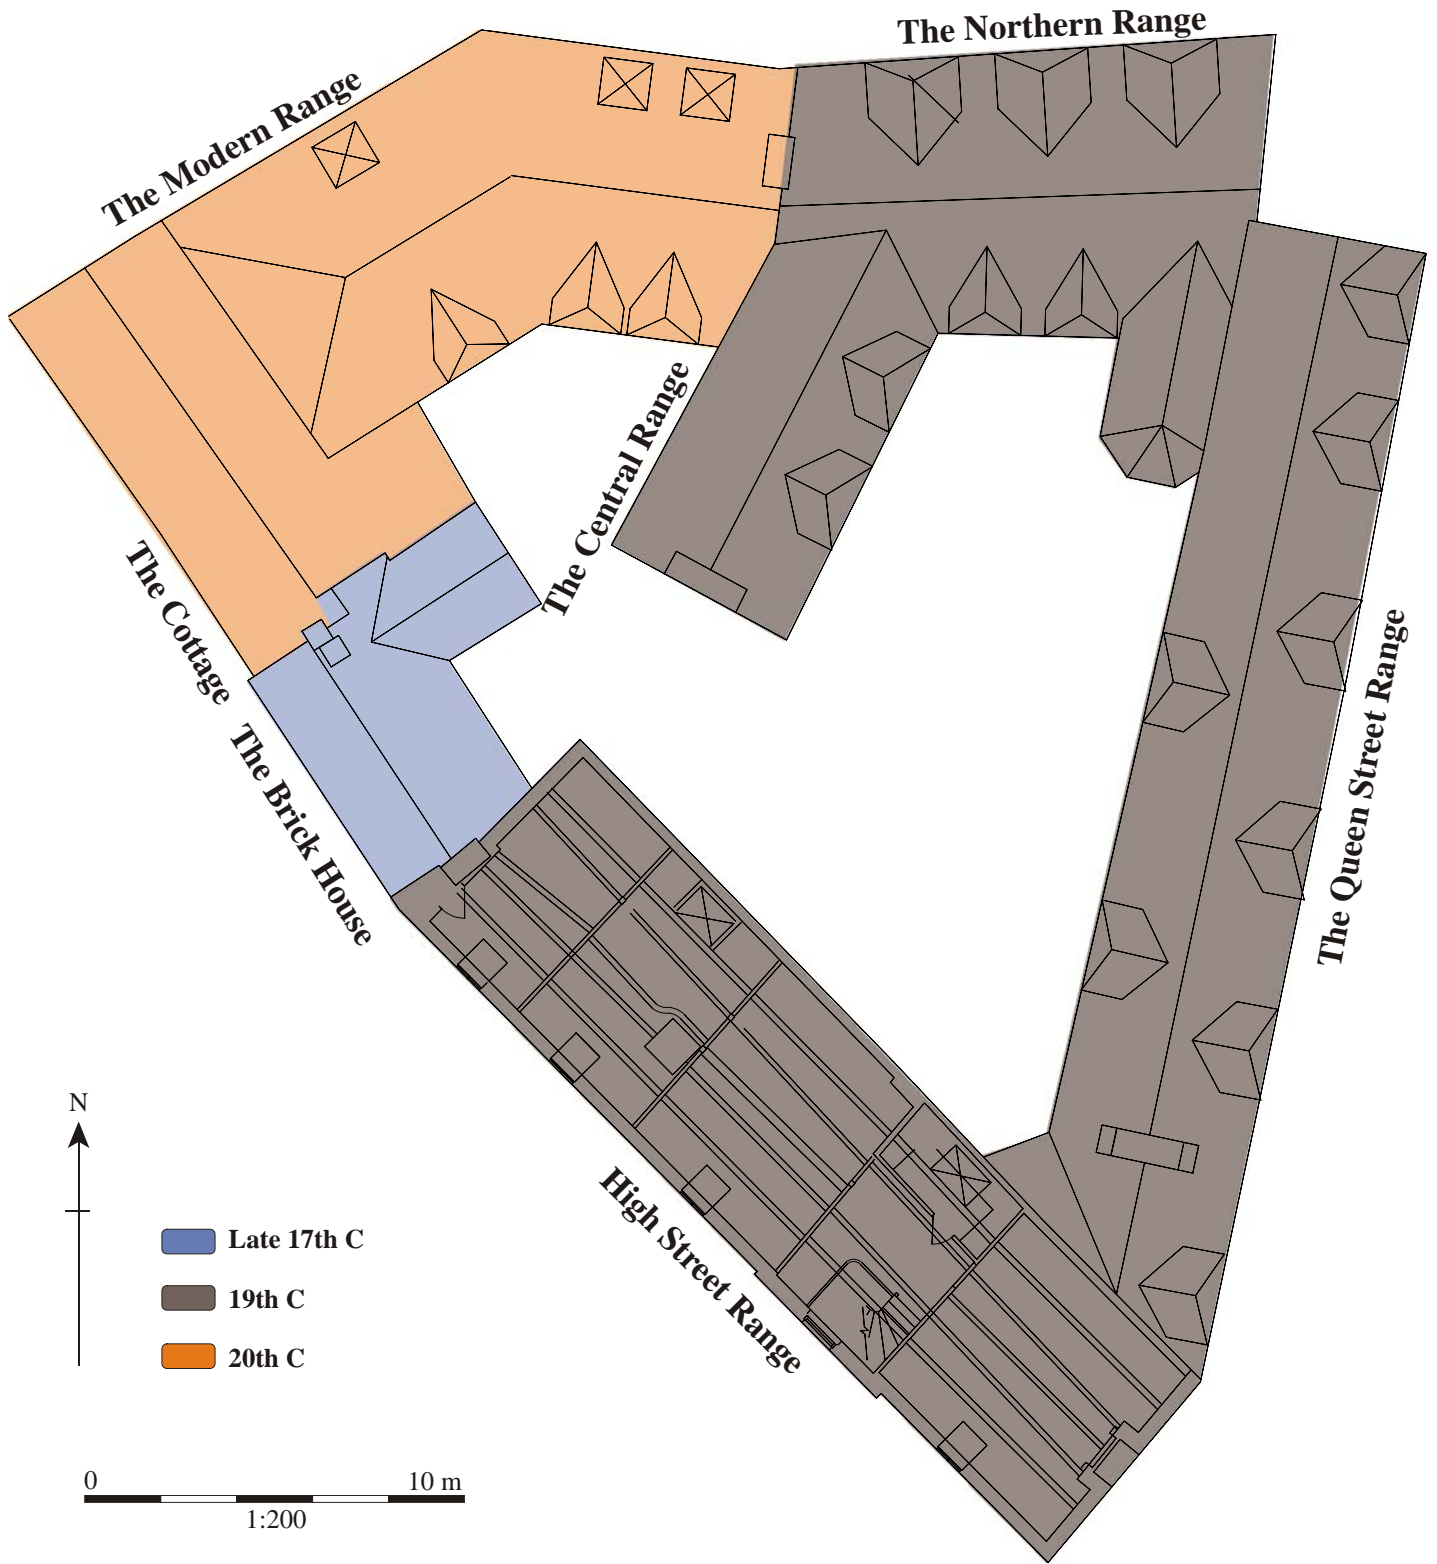 The Northern Range
The Modern Range
The Central Range
The Cottage
The Brick House
The Queen Street Range
High Street Range
N
Late 17th C
19th C
20th C
0 10 m
1:200